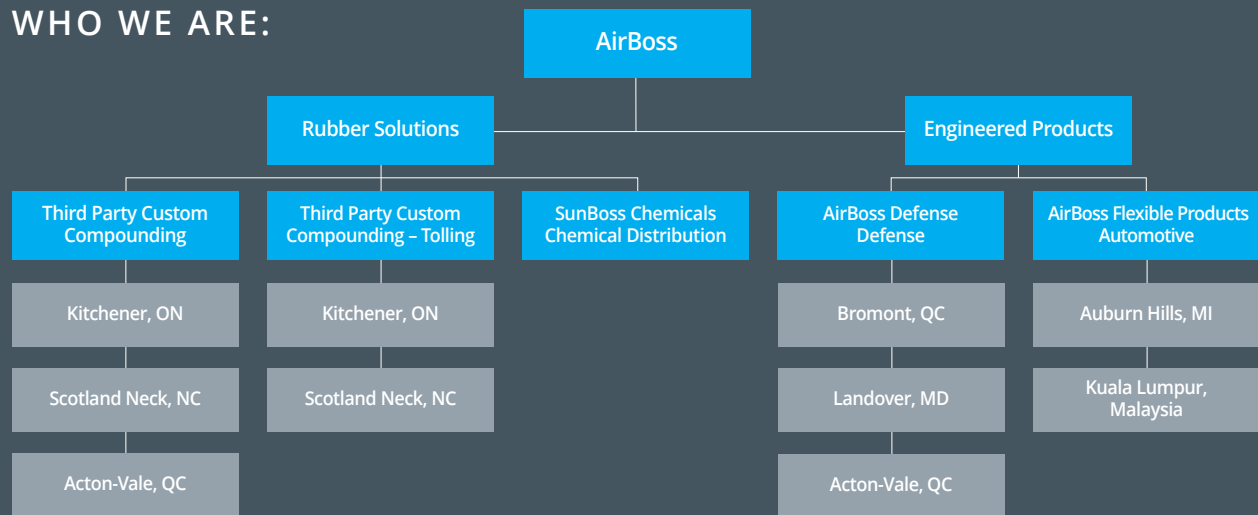 WHO WE ARE:
AirBoss
Rubber Solutions
Engineered Products
Third Party Custom
Compounding
Third Party Custom
Compounding – Tolling
SunBoss Chemicals
Chemical Distribution
AirBoss Defense
Defense
AirBoss Flexible Products
Automotive
Kitchener, ON
Kitchener, ON
Bromont, QC
Auburn Hills, MI
Scotland Neck, NC
Scotland Neck, NC
Landover, MD
Kuala Lumpur,
Malaysia
Acton-Vale, QC
Acton-Vale, QC